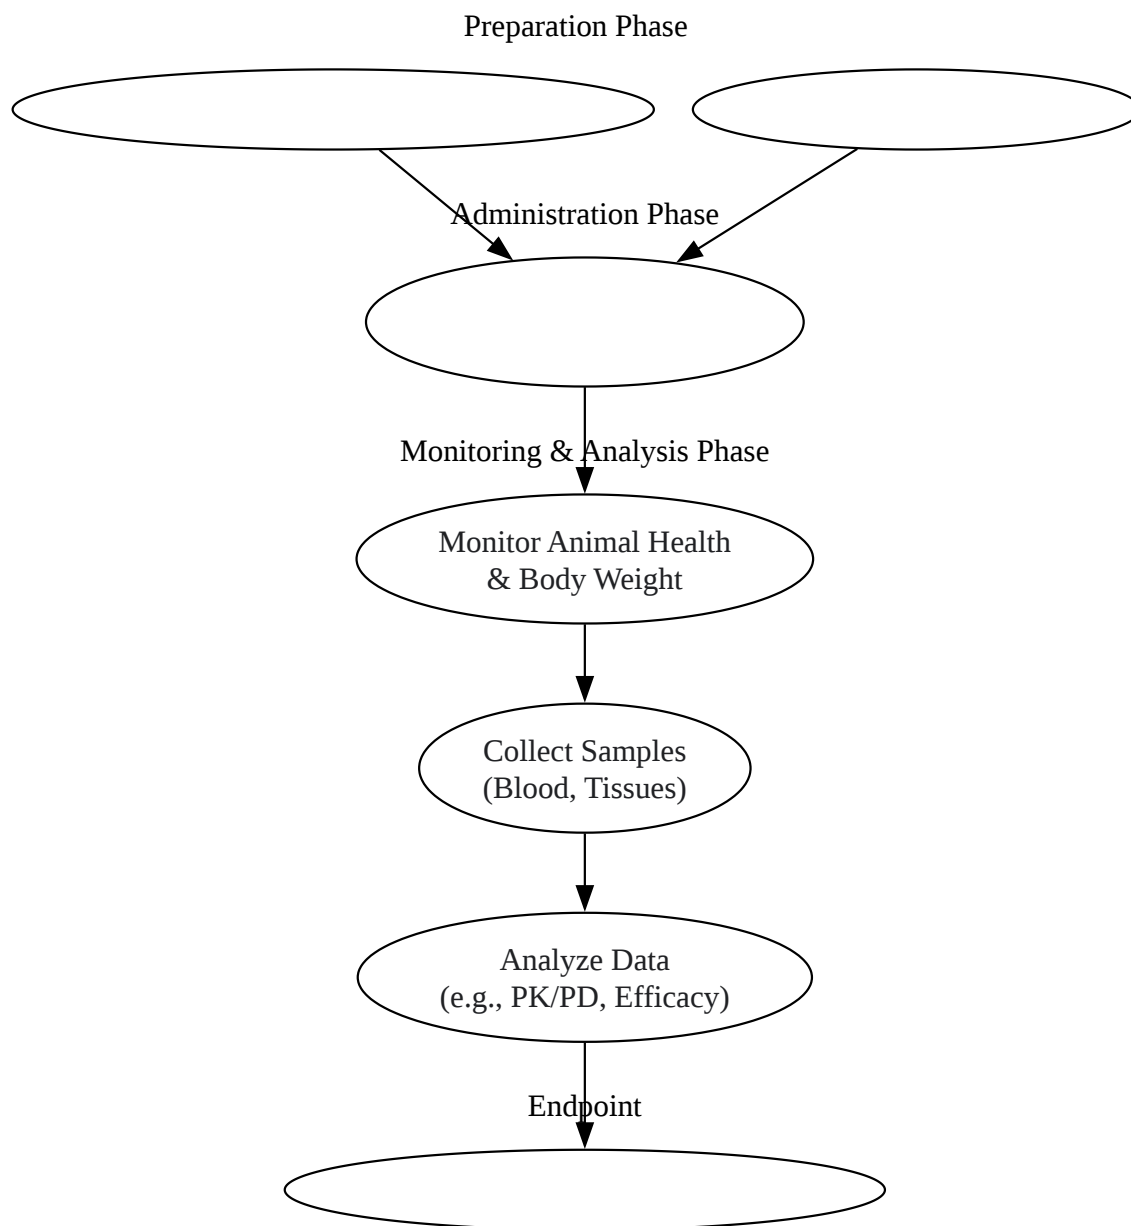 Preparation Phase
Administration Phase
Monitoring & Analysis Phase
Monitor Animal Health
& Body Weight
Collect Samples
(Blood, Tissues)
Analyze Data
(e.g., PK/PD, Efficacy)
Endpoint